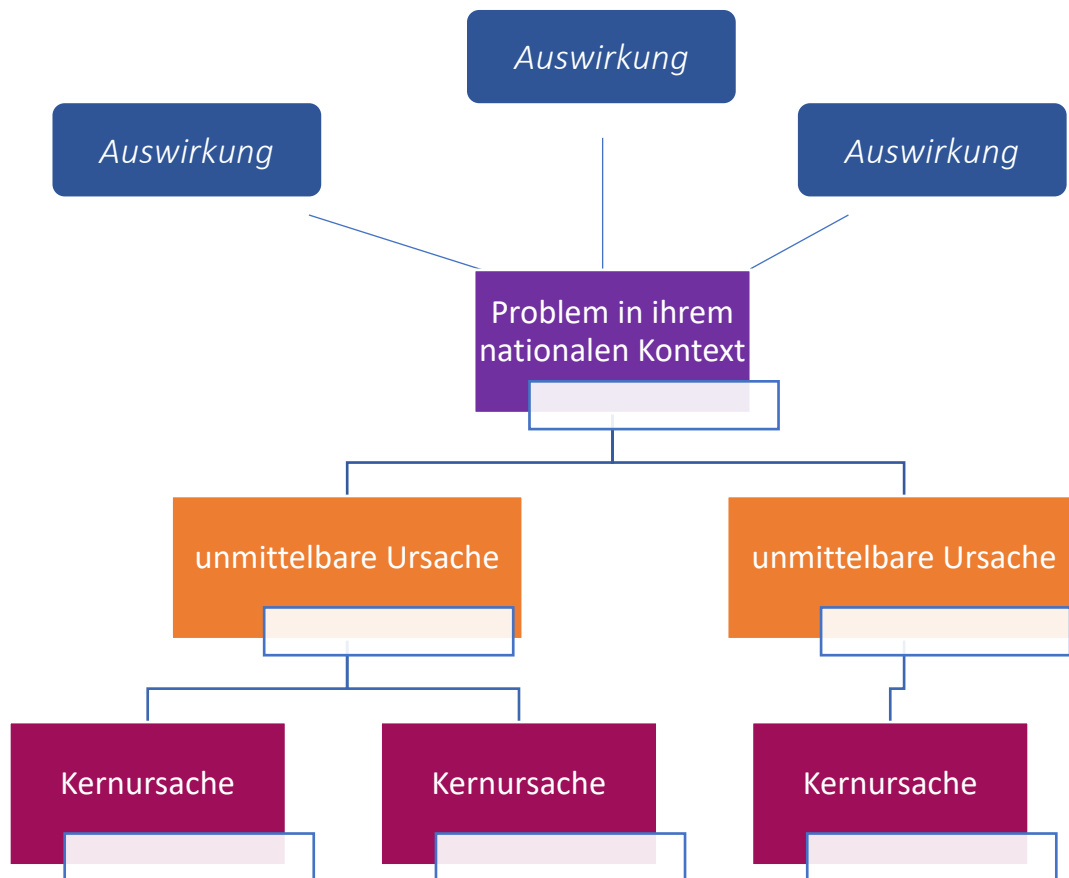 Auswirkung
Auswirkung
Auswirkung
Problem in ihrem
nationalen Kontext
unmittelbare Ursache
unmittelbare Ursache
Kernursache
Kernursache
Kernursache